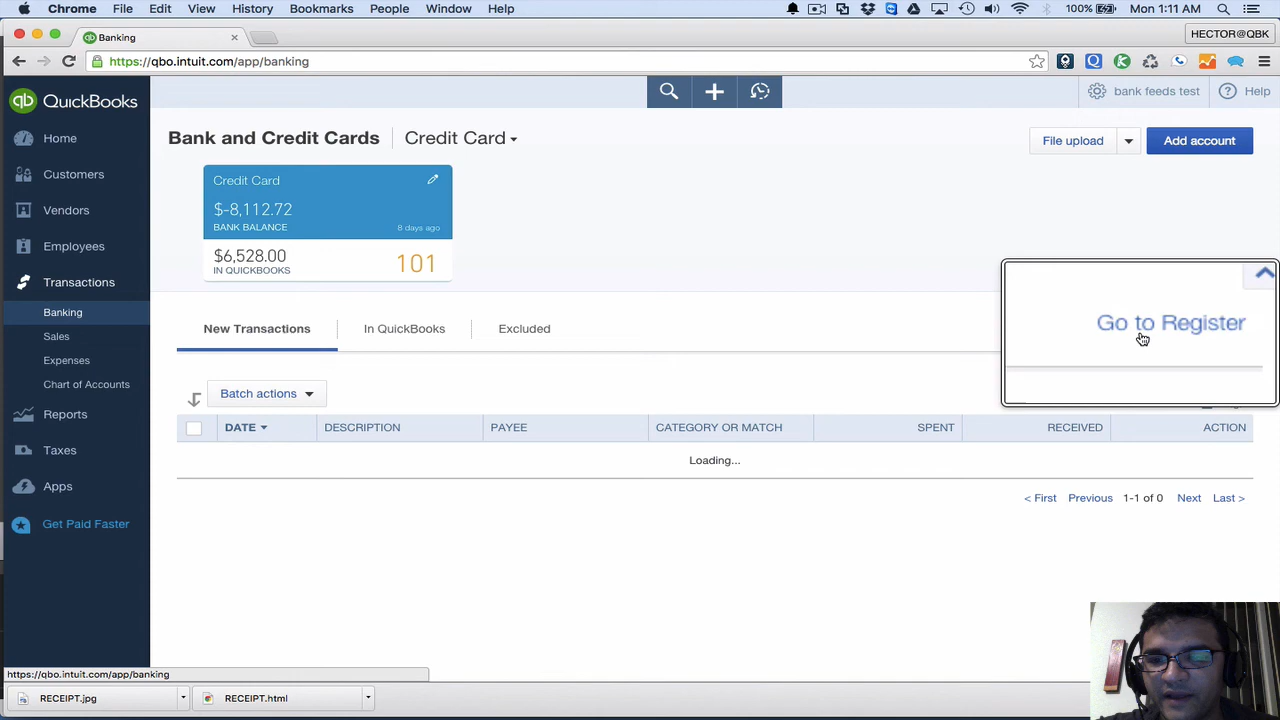 Chrome File Edit View History Bookmarks People Window Help 100% Mon 1:11 AM
Banking HECTOR@QBK
https://qbo.intuit.com/app/banking
qb QuickBooks bank feeds test Help
Home
Customers
Vendors
Employees
Transactions
Banking
Sales
Expenses
Chart of Accounts
Reports
Taxes
Apps
Get Paid Faster
Bank and Credit Cards Credit Card File upload Add account
Credit Card
$-8,112.72
BANK BALANCE 8 days ago
$6,528.00 101
IN QUICKBOOKS
Go to Register
New Transactions In QuickBooks Excluded
Batch actions
DATE DESCRIPTION PAYEE CATEGORY OR MATCH SPENT RECEIVED ACTION
Loading...
< First Previous 1-1 of 0 Next Last >
https://qbo.intuit.com/app/banking
RECEIPT.jpg RECEIPT.html